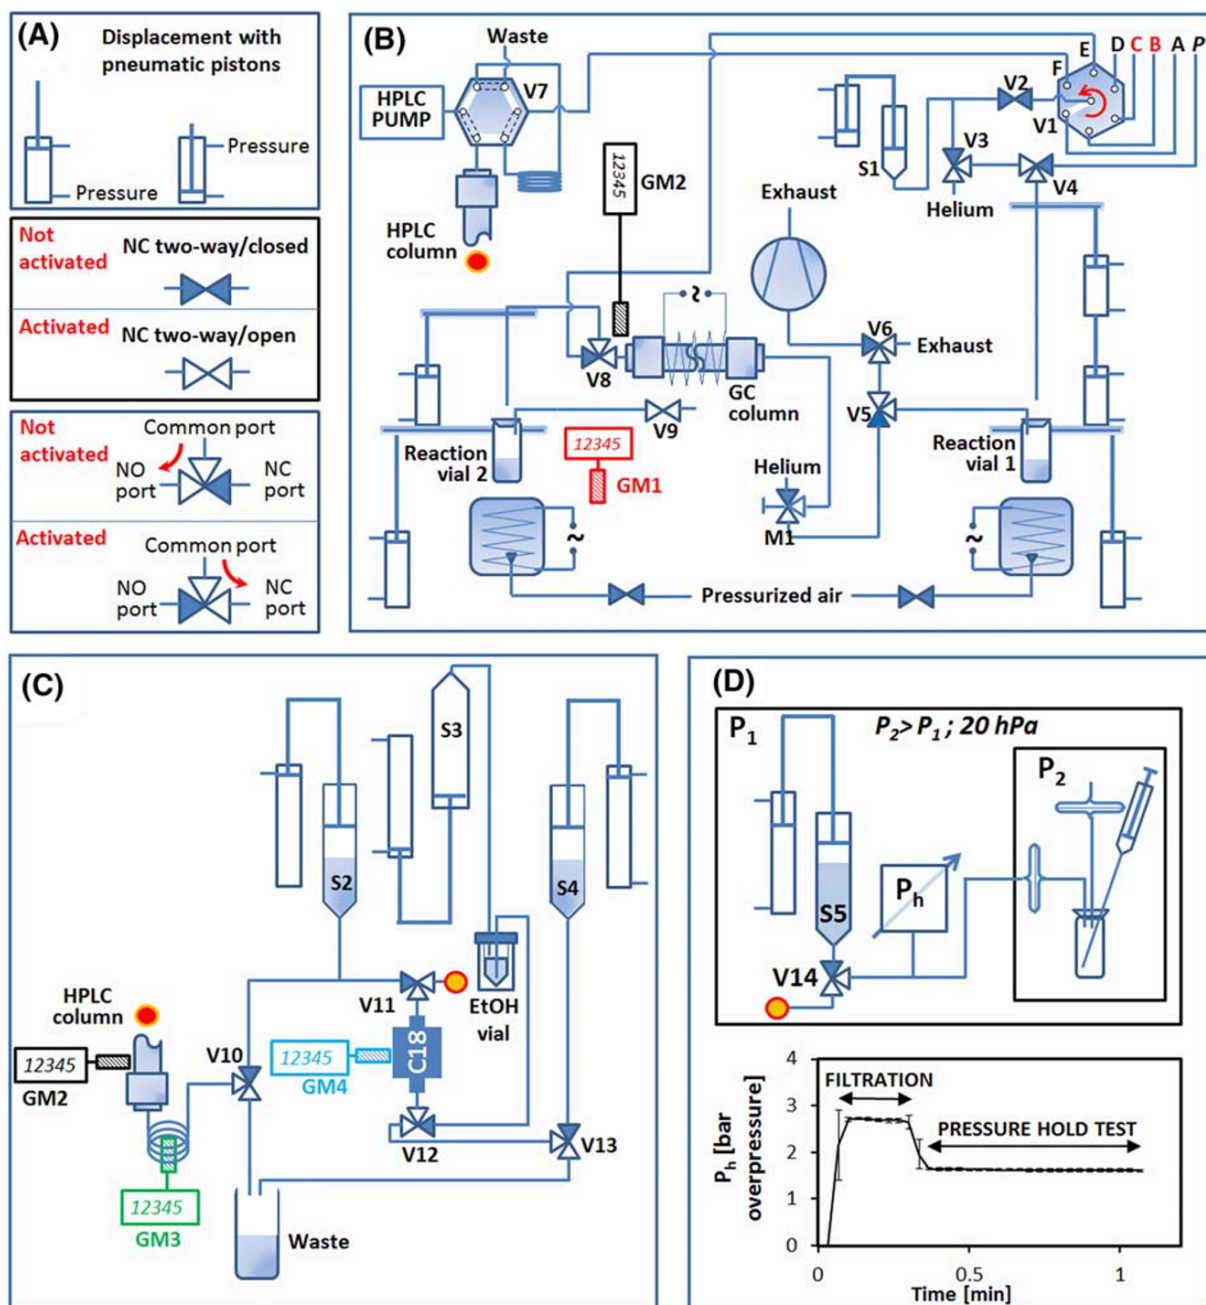 (A)
Displacement with
pneumatic pistons
Pressure
Pressure
Not
activated
NC two-way/closed
Activated
NC two-way/open
Not
activated
Common port
NO
port
NC
port
Activated
Common port
NO
port
NC
port
(B)
Waste
HPLC
PUMP
V7
E
D
C
B
A
P
F
V2
V1
S1
V3
V4
Helium
12345
GM2
HPLC
column
Exhaust
~
V6
Exhaust
V8
GC
column
V5
V9
Reaction
vial 2
12345
GM1
Helium
M1
Reaction
vial 1
~
~
Pressurized air
(C)
S3
S2
S4
HPLC
column
V11
EtOH
vial
12345
GM2
V10
12345
GM4
C18
V12
V13
12345
GM3
Waste
(D)
P1
P2> P1 ; 20 hPa
P2
S5
Ph
V14
Ph [bar
overpressure]
4
3
2
1
0
FILTRATION
PRESSURE HOLD TEST
0
0.5
1
Time [min]